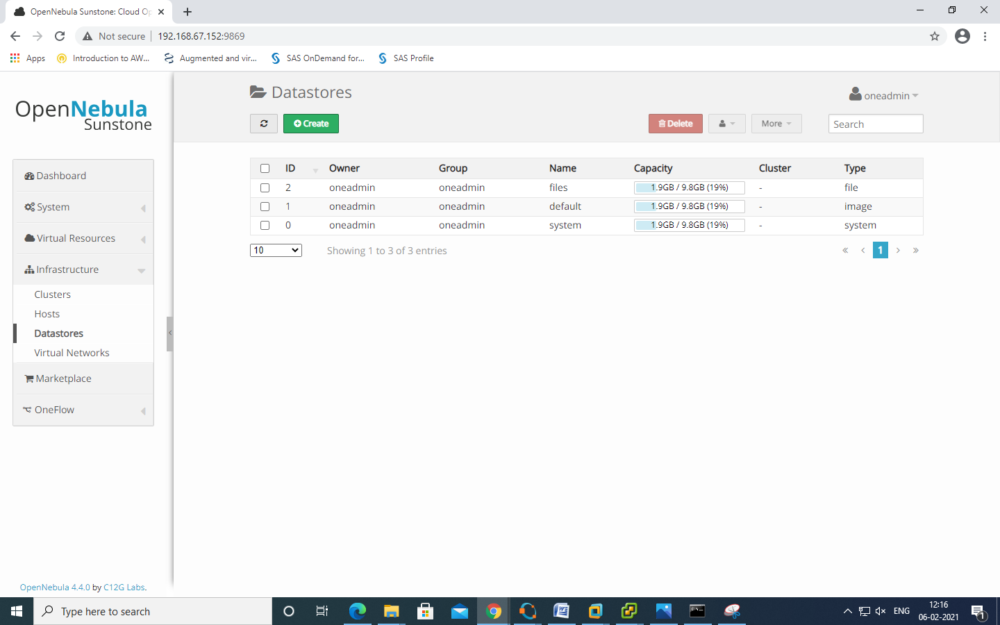 OpenNebula Sunstone: Cloud Op
Not secure
192.168.67.152:9869
Apps
Introduction to AW...
Augmented and vir...
SAS OnDemand for...
SAS Profile
OpenNebula
Sunstone
Datastores
oneadmin
Create
Delete
More
Search
Dashboard
System
Virtual Resources
Infrastructure
Clusters
Hosts
Datastores
Virtual Networks
Marketplace
OneFlow
ID Owner Group Name Capacity Cluster Type
2 oneadmin oneadmin files 1.9GB / 9.8GB (19%) - file
1 oneadmin oneadmin default 1.9GB / 9.8GB (19%) - image
0 oneadmin oneadmin system 1.9GB / 9.8GB (19%) - system
10 Showing 1 to 3 of 3 entries « ‹ 1 › »
OpenNebula 4.4.0 by C12G Labs.
Type here to search
ENG
12:16
06-02-2021
1